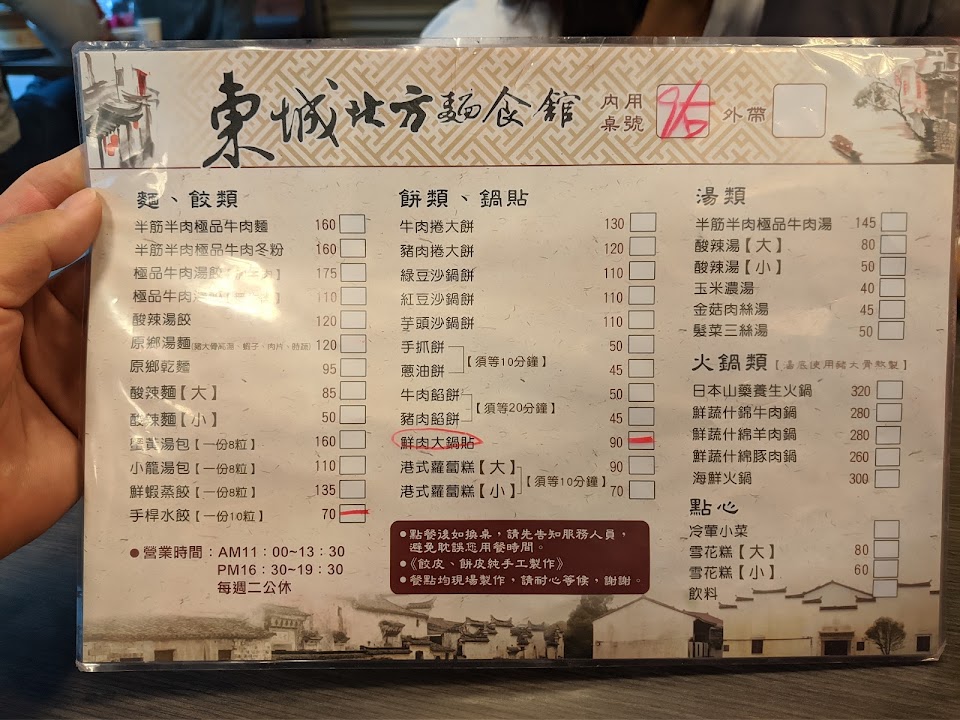 東城北方麵食館
內用桌號
外帶
麵、餃類
半筋半肉極品牛肉麵 160
半筋半肉極品牛肉冬粉 160
極品牛肉湯餃 175
極品牛肉湯 110
酸辣湯餃 120
原鄉湯麵 120
原鄉乾麵 95
酸辣麵【大】 85
酸辣麵【小】 50
蟹黃湯包【一份8粒】 160
小籠湯包【一份8粒】 110
鮮蝦蒸餃【一份8粒】 135
手桿水餃【一份10粒】 70
●營業時間：AM11：00~13：30
PM16：30~19：30
每週二公休
餅類、鍋貼
牛肉捲大餅 130
豬肉捲大餅 120
綠豆沙鍋餅 110
紅豆沙鍋餅 110
芋頭沙鍋餅 110
手抓餅 50
【須等10分鐘】
蔥油餅 45
牛肉餡餅 50
【須等20分鐘】
豬肉餡餅 45
鮮肉大鍋貼 90
港式蘿蔔糕【大】 90
【須等10分鐘】
港式蘿蔔糕【小】 70
●點餐後如換桌，請先告知服務人員，
避免耽誤您用餐時間。
●《餃皮、餅皮純手工製作》
●餐點均現場製作，請耐心等候，謝謝。
湯類
半筋半肉極品牛肉湯 145
酸辣湯【大】 80
酸辣湯【小】 50
玉米濃湯 40
金菇肉絲湯 45
髮菜三絲湯 50
火鍋類【湯底使用豬大骨熬製】
日本山藥養生火鍋 320
鮮蔬什錦牛肉鍋 280
鮮蔬什錦羊肉鍋 280
鮮蔬什錦豚肉鍋 260
海鮮火鍋 300
點心
冷葷小菜
雪花糕【大】 80
雪花糕【小】 60
飲料